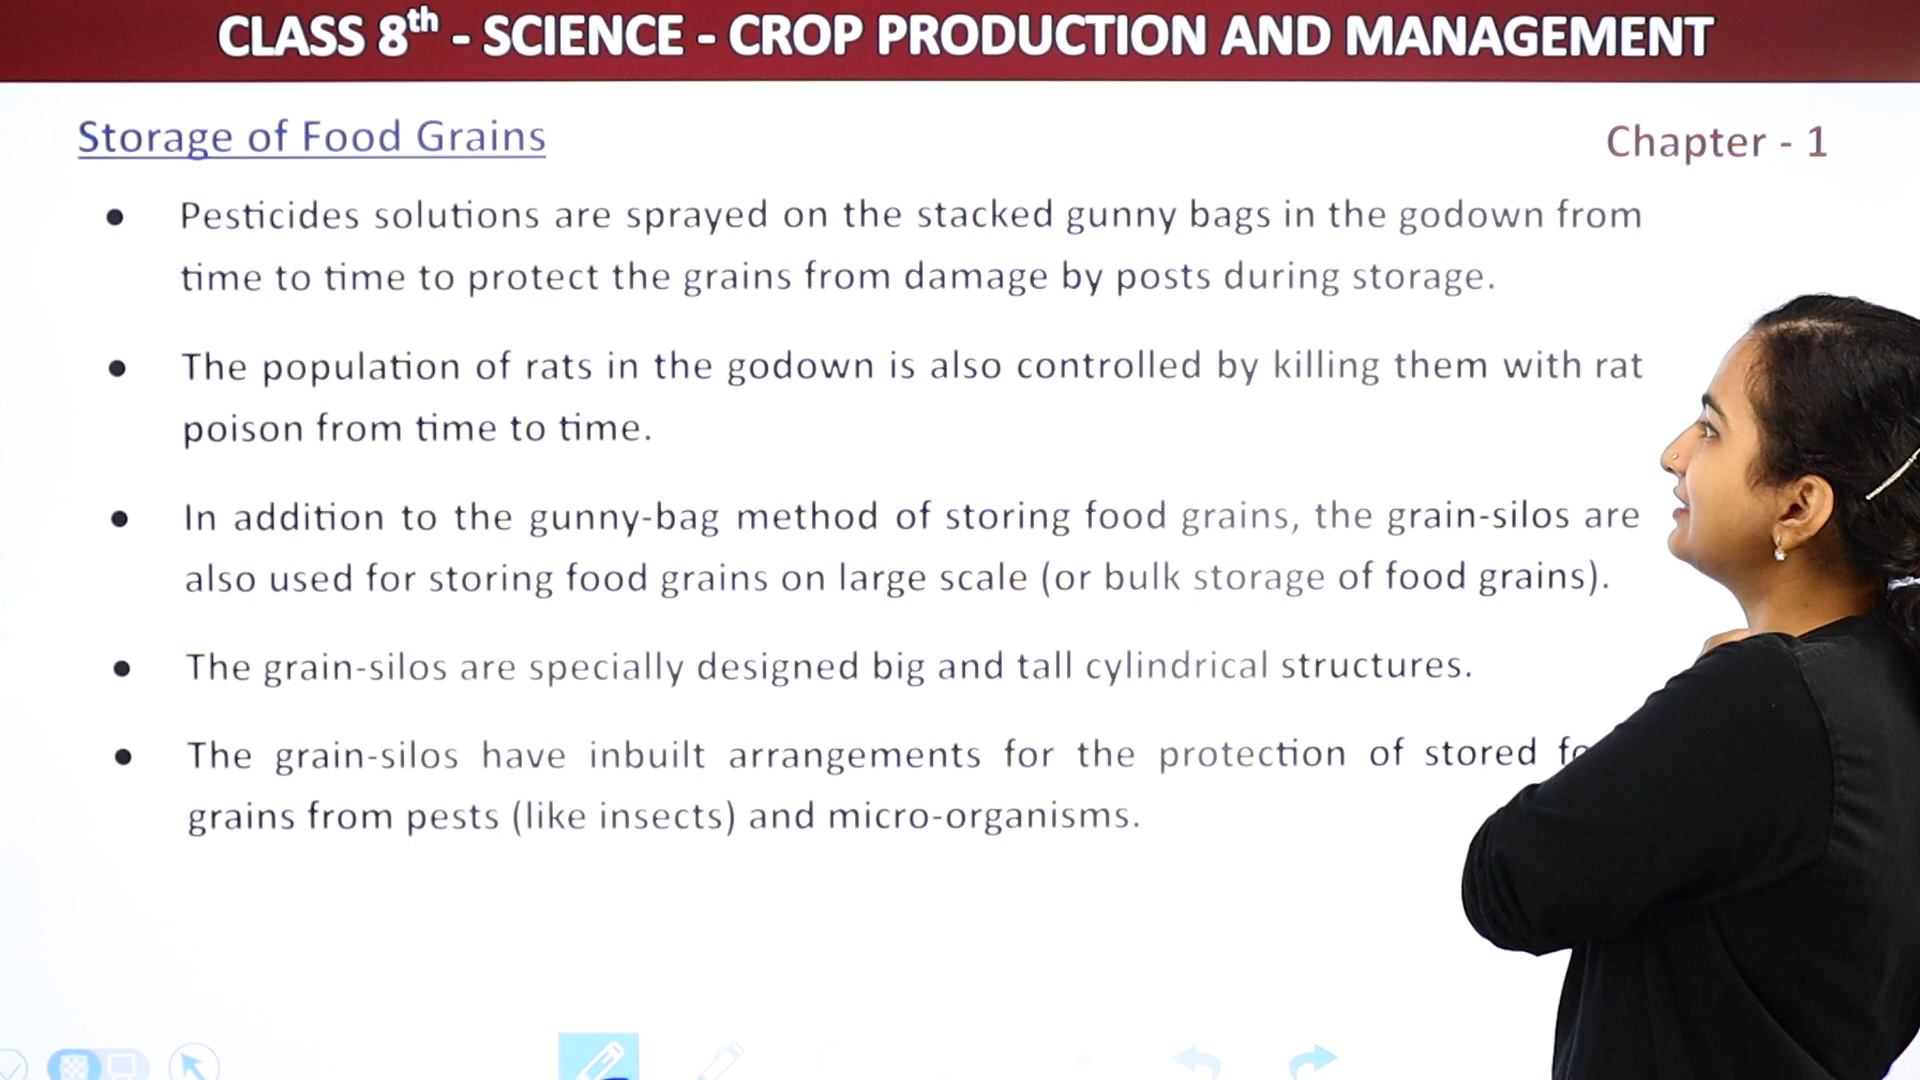 CLASS 8th - SCIENCE - CROP PRODUCTION AND MANAGEMENT
Storage of Food Grains
Chapter - 1
● Pesticides solutions are sprayed on the stacked gunny bags in the godown from
time to time to protect the grains from damage by posts during storage.
● The population of rats in the godown is also controlled by killing them with rat
poison from time to time.
● In addition to the gunny-bag method of storing food grains, the grain-silos are
also used for storing food grains on large scale (or bulk storage of food grains).
● The grain-silos are specially designed big and tall cylindrical structures.
● The grain-silos have inbuilt arrangements for the protection of stored
grains from pests (like insects) and micro-organisms.